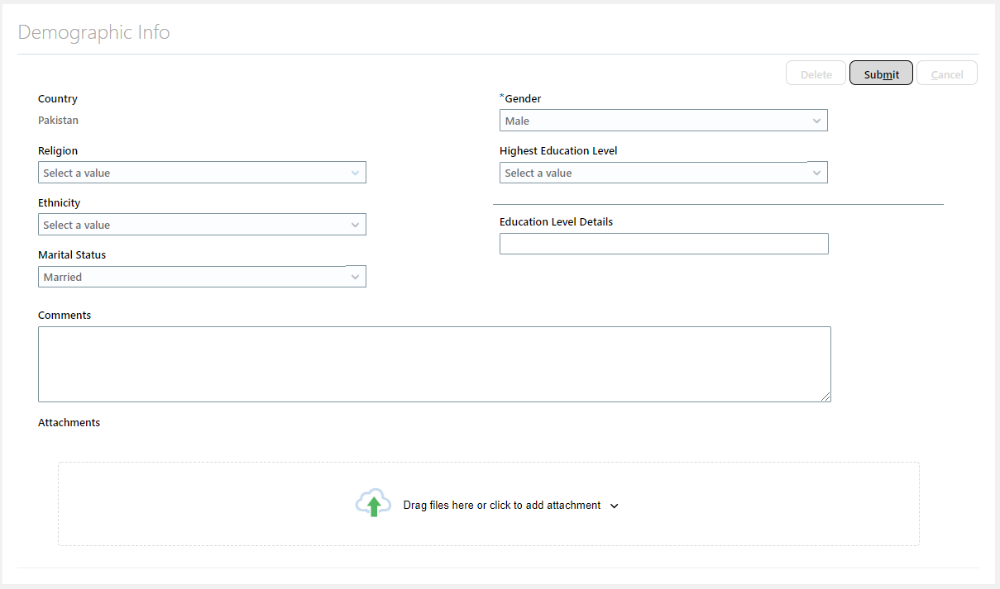 Demographic Info
Delete
Submit
Cancel
Country
Pakistan
*Gender
Male
Religion
Select a value
Highest Education Level
Select a value
Ethnicity
Select a value
Education Level Details
Marital Status
Married
Comments
Attachments
Drag files here or click to add attachment